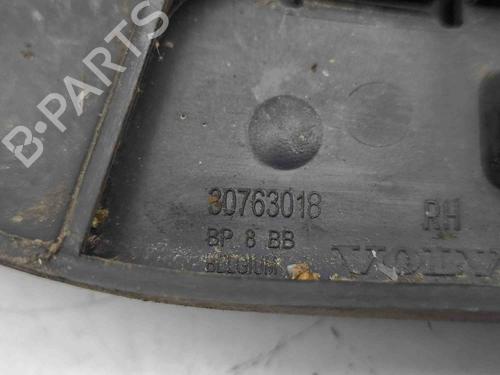 B-PARTS
30763018
RH
BP 8 BB
BELGIUM
VOLVO